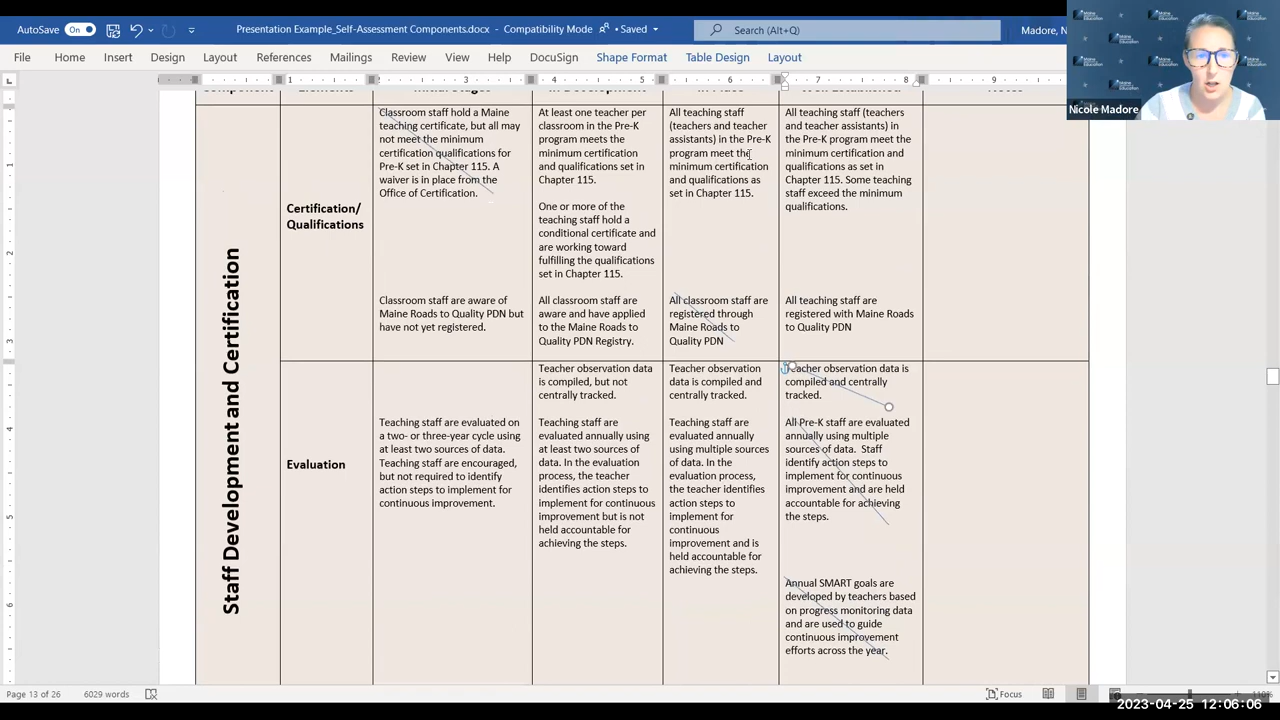 AutoSave On
Presentation Example_Self-Assessment Components.docx - Compatibility Mode
Saved
Search (Alt+Q)
Madore, N
File Home Insert Draw Design Layout References Mailings Review View Help DocuSign Shape Format Table Design Layout
Nicole Madore
1 2 3 4 5 6 7 8 9
Certification/
Qualifications
Classroom staff hold a Maine
teaching certificate, but all may
not meet the minimum
certification qualifications for
Pre-K set in Chapter 115. A
waiver is in place from the
Office of Certification.
Classroom staff are aware of
Maine Roads to Quality PDN but
have not yet registered.
At least one teacher per
classroom in the Pre-K
program meets the
minimum certification
and qualifications set in
Chapter 115.
One or more of the
teaching staff hold a
conditional certificate and
are working toward
fulfilling the qualifications
set in Chapter 115.
All classroom staff are
aware and have applied
to the Maine Roads to
Quality PDN Registry.
All teaching staff
(teachers and teacher
assistants) in the Pre-K
program meet the
minimum certification
and qualifications as
set in Chapter 115.
All classroom staff are
registered through
Maine Roads to
Quality PDN
All teaching staff (teachers
and teacher assistants) in
the Pre-K program meet the
minimum certification and
qualifications as set in
Chapter 115. Some teaching
staff exceed the minimum
qualifications.
All teaching staff are
registered with Maine Roads
to Quality PDN
Staff Development and Certification
Evaluation
Teaching staff are evaluated on
a two- or three-year cycle using
at least two sources of data.
Teaching staff are encouraged,
but not required to identify
action steps to implement for
continuous improvement.
Teacher observation data
is compiled, but not
centrally tracked.
Teaching staff are
evaluated annually using
at least two sources of
data. In the evaluation
process, the teacher
identifies action steps to
implement for continuous
improvement but is not
held accountable for
achieving the steps.
Teacher observation
data is compiled and
centrally tracked.
Teaching staff are
evaluated annually
using multiple sources
of data. In the
evaluation process,
the teacher identifies
action steps to
implement for
continuous
improvement and is
held accountable for
achieving the steps.
Teacher observation data is
compiled and centrally
tracked.
All Pre-K staff are evaluated
annually using multiple
sources of data. Staff
identify action steps to
implement for continuous
improvement and are held
accountable for achieving
the steps.
Annual SMART goals are
developed by teachers based
on progress monitoring data
and are used to guide
continuous improvement
efforts across the year.
Page 13 of 26 6029 words
Focus
110%
2023-04-25 12:06:06